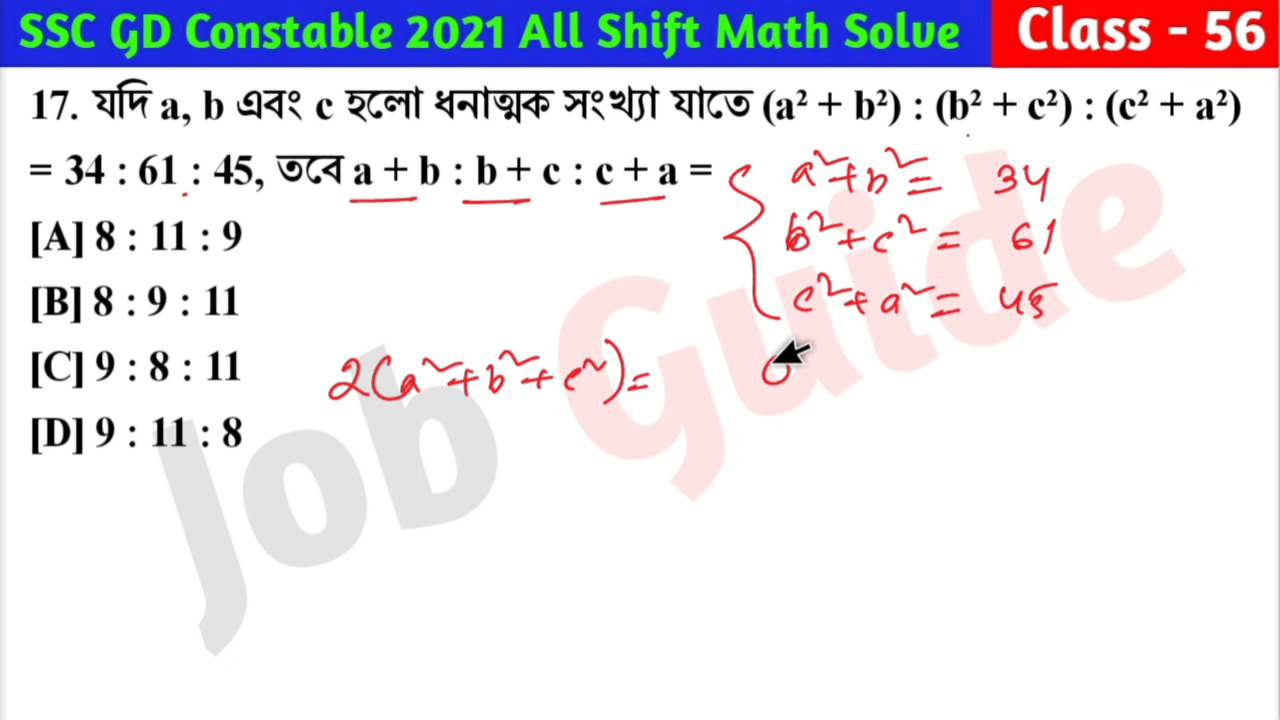 SSC GD Constable 2021 All Shift Math Solve Class - 56
17. যদি a, b এবং c হলো ধনাত্মক সংখ্যা যাতে (a² + b²) : (b² + c²) : (c² + a²)
= 34 : 61 : 45, তবে a + b : b + c : c + a =
a² + b² = 34
[A] 8 : 11 : 9
b² + c² = 61
[B] 8 : 9 : 11
c² + a² = 45
[C] 9 : 8 : 11
2(a² + b² + c²) =
[D] 9 : 11 : 8
Job Guide